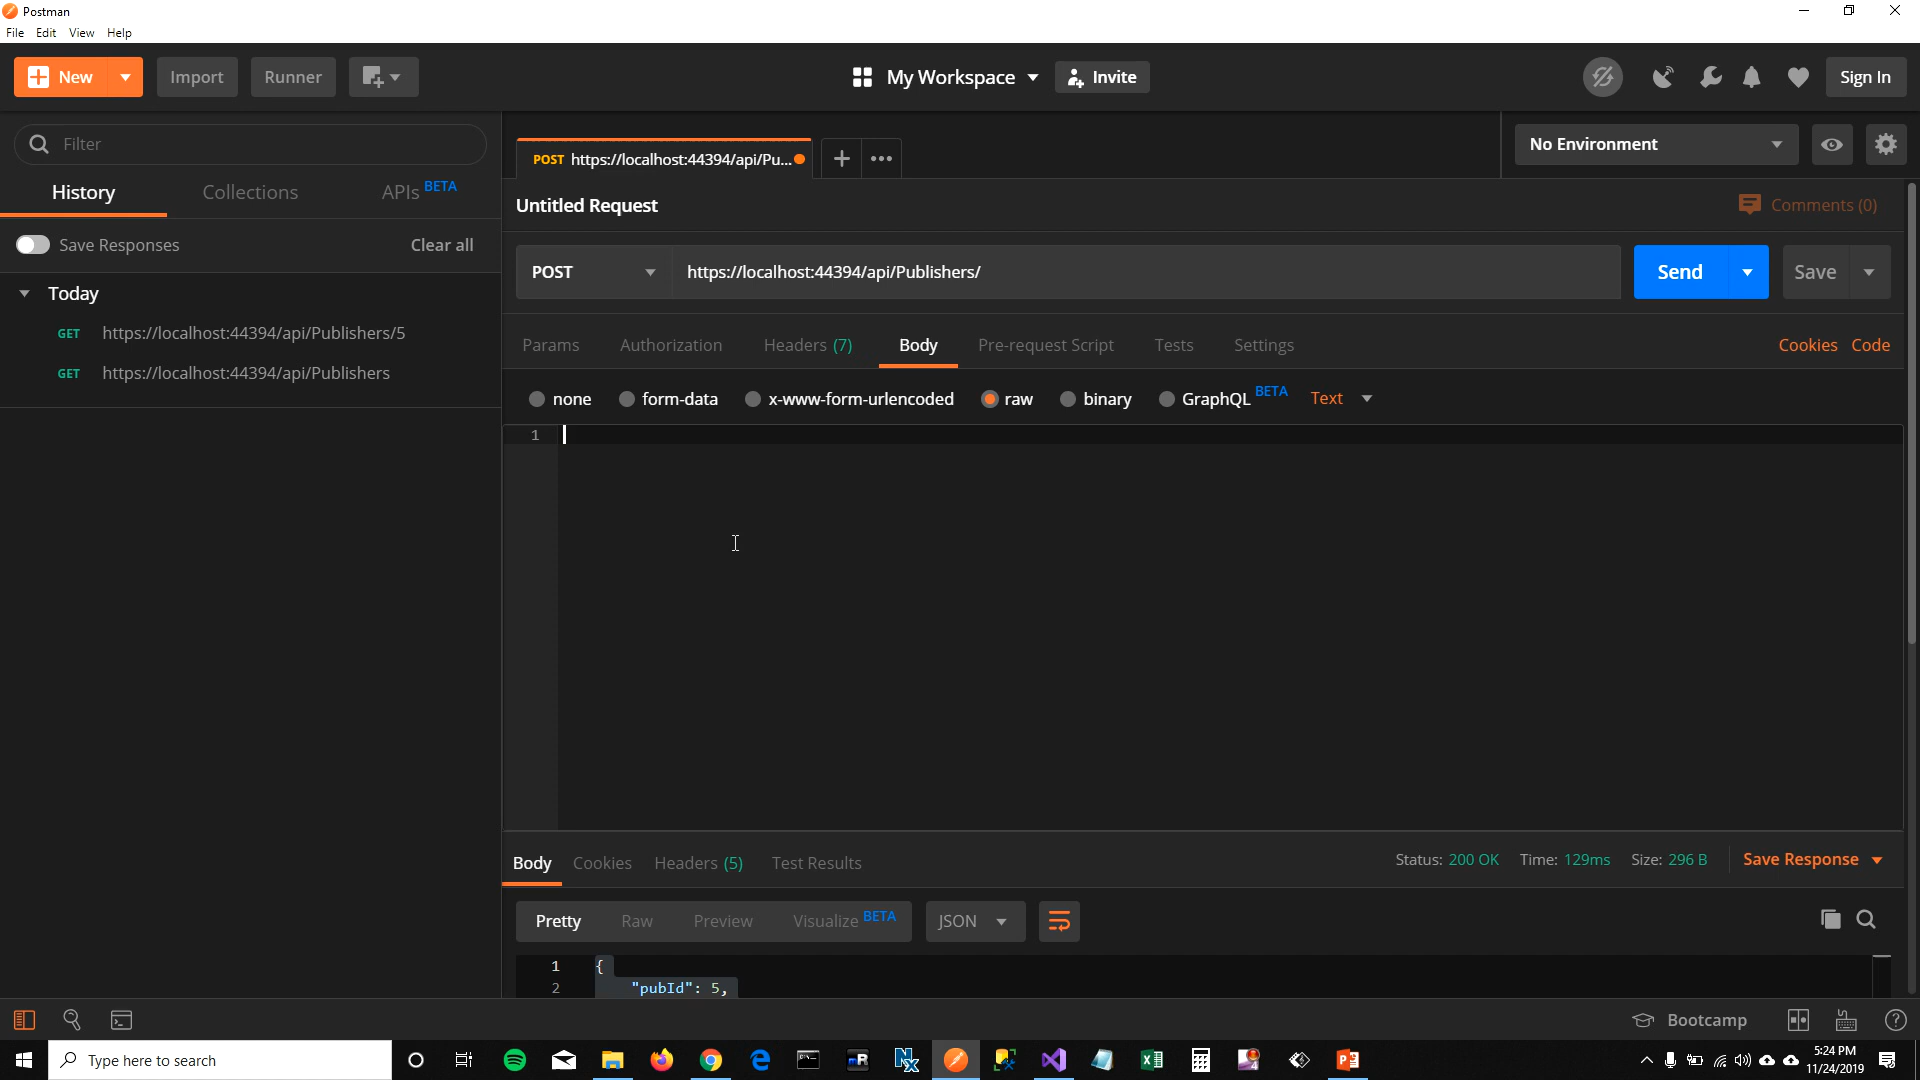 Postman
File Edit View Help
New Import Runner My Workspace Invite Sign In
Filter
History Collections APIs BETA
Save Responses Clear all
Today
GET https://localhost:44394/api/Publishers/5
GET https://localhost:44394/api/Publishers
POST https://localhost:44394/api/Pu...
No Environment
Untitled Request
Comments (0)
POST https://localhost:44394/api/Publishers/ Send Save
Params Authorization Headers (7) Body Pre-request Script Tests Settings Cookies Code
none form-data x-www-form-urlencoded raw binary GraphQL BETA Text
1
Body Cookies Headers (5) Test Results Status: 200 OK Time: 129ms Size: 296 B Save Response
Pretty Raw Preview Visualize BETA JSON
1 {
2 "pubId": 5,
Bootcamp
Type here to search
5:24 PM
11/24/2019